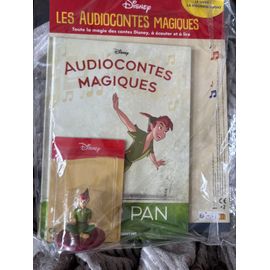 Disney
LES AUDIOCONTES MAGIQUES
Toute la magie des contes Disney, à écouter et à lire
Disney
AUDIOCONTES
MAGIQUES
Disney
PAN